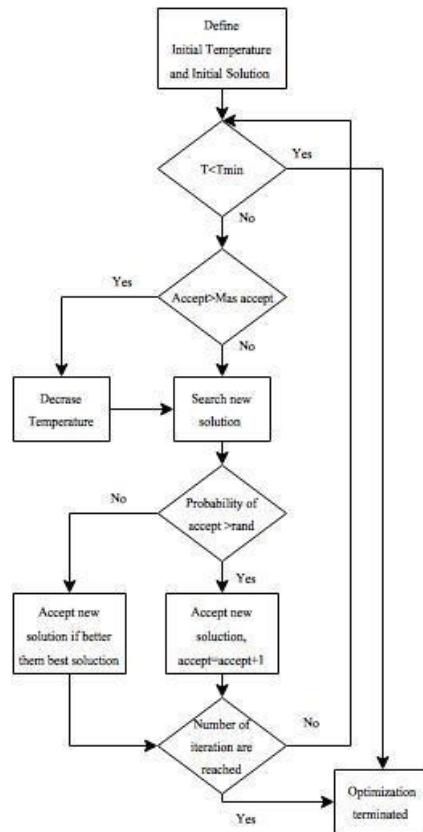 Define
Initial Temperature
and Initial Solution
T<Tmin
Yes
No
Accept>Mas accept
Yes
No
Decrase
Temperature
Search new
solution
Probability of
accept >rand
No
Yes
Accept new
solution if better
them best soluction
Accept new
soluction,
accept=accept+1
Number of
iteration are
reached
No
Yes
Optimization
terminated